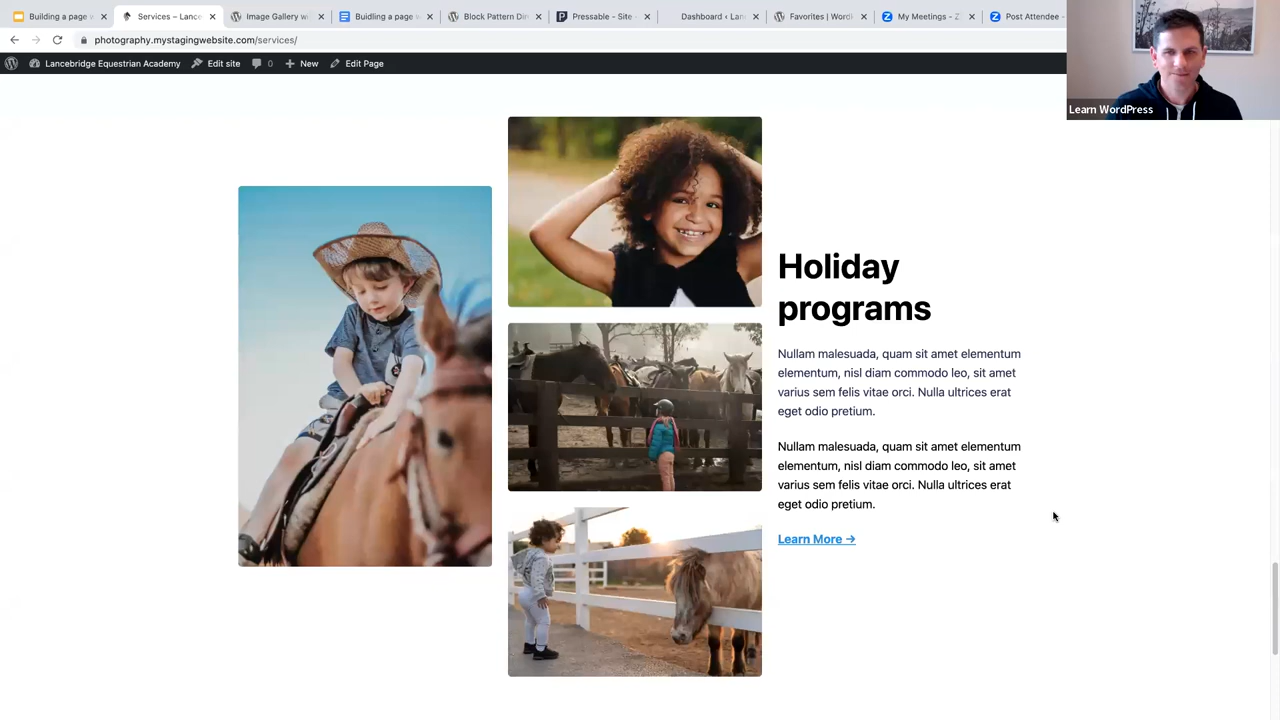 Building a page w
Services – Lance
Image Gallery wi
Buidling a page w
Block Pattern Dir
Pressable - Site
Dashboard ‹ Lan
Favorites | Word
My Meetings - Z
Post Attendee -
photography.mystagingwebsite.com/services/
Lancebridge Equestrian Academy
Edit site
0
New
Edit Page
Learn WordPress
Holiday
programs
Nullam malesuada, quam sit amet elementum
elementum, nisl diam commodo leo, sit amet
varius sem felis vitae orci. Nulla ultrices erat
eget odio pretium.
Nullam malesuada, quam sit amet elementum
elementum, nisl diam commodo leo, sit amet
varius sem felis vitae orci. Nulla ultrices erat
eget odio pretium.
Learn More →